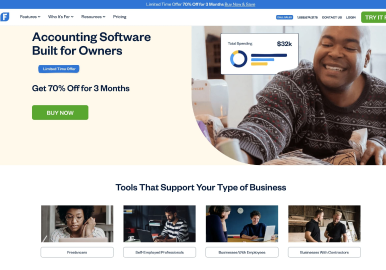 Limited Time Offer: 70% Off for 3 Months Buy Now & Save
Features Who It's For Resources Pricing
CONTACT US LOGIN TRY IT F
Accounting Software
Built for Owners
Limited Time Offer
Get 70% Off for 3 Months
BUY NOW
Total Spending
$32k
Tools That Support Your Type of Business
Freelancers
Self-Employed Professionals
Businesses With Employees
Businesses With Contractors